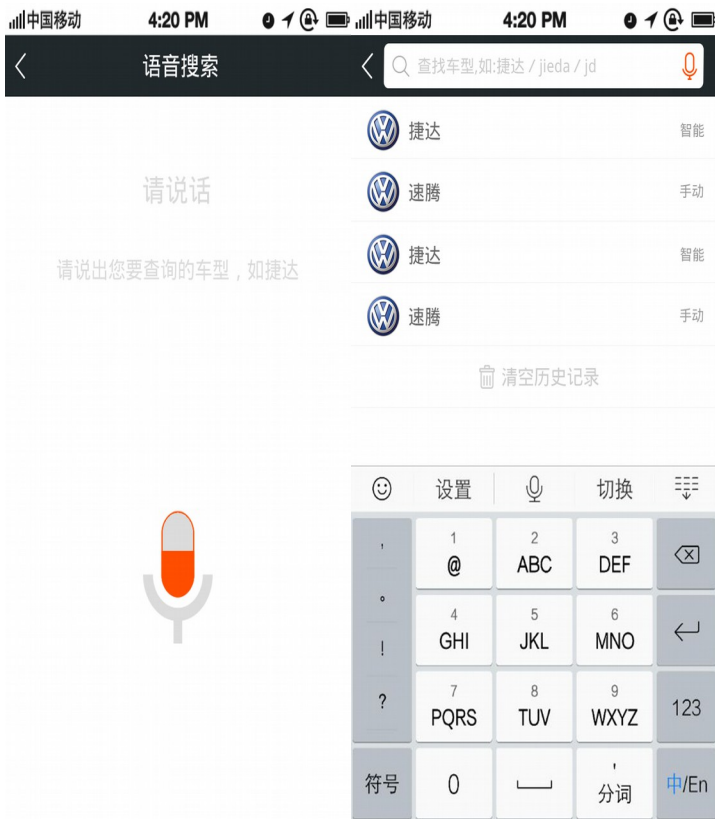 中国移动 4:20 PM
语音搜索
请说话
请说出您要查询的车型，如捷达
中国移动 4:20 PM
查找车型,如:捷达 / jieda / jd
捷达 智能
速腾 手动
捷达 智能
速腾 手动
清空历史记录
设置 切换
, 1 2 3
@ ABC DEF
。 4 5 6
! GHI JKL MNO
? 7 8 9 123
PQRS TUV WXYZ
符号 0 ' 分词 中/En